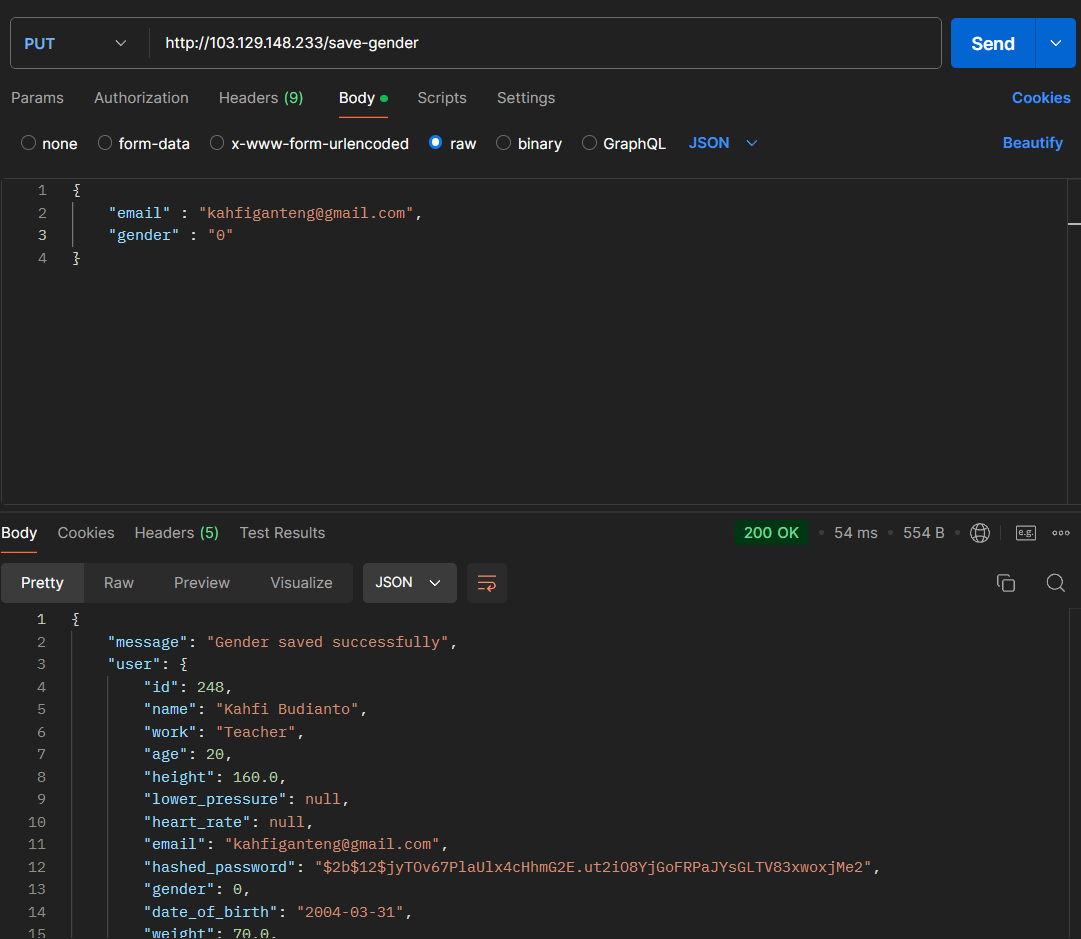 PUT http://103.129.148.233/save-gender Send
Params Authorization Headers (9) Body Scripts Settings Cookies
none form-data x-www-form-urlencoded raw binary GraphQL JSON Beautify
1 {
2 "email" : "kahfiganteng@gmail.com",
3 "gender" : "0"
4 }
Body Cookies Headers (5) Test Results 200 OK 54 ms 554 B e.g.
Pretty Raw Preview Visualize JSON
1 {
2 "message": "Gender saved successfully",
3 "user": {
4 "id": 248,
5 "name": "Kahfi Budianto",
6 "work": "Teacher",
7 "age": 20,
8 "height": 160.0,
9 "lower_pressure": null,
10 "heart_rate": null,
11 "email": "kahfiganteng@gmail.com",
12 "hashed_password": "$2b$12$jyTOv67PlaUlx4cHhmG2E.ut2iO8YjGoFRPaJYsGLTV83xwoxjMe2",
13 "gender": 0,
14 "date_of_birth": "2004-03-31",
15 "weight": 70.0,